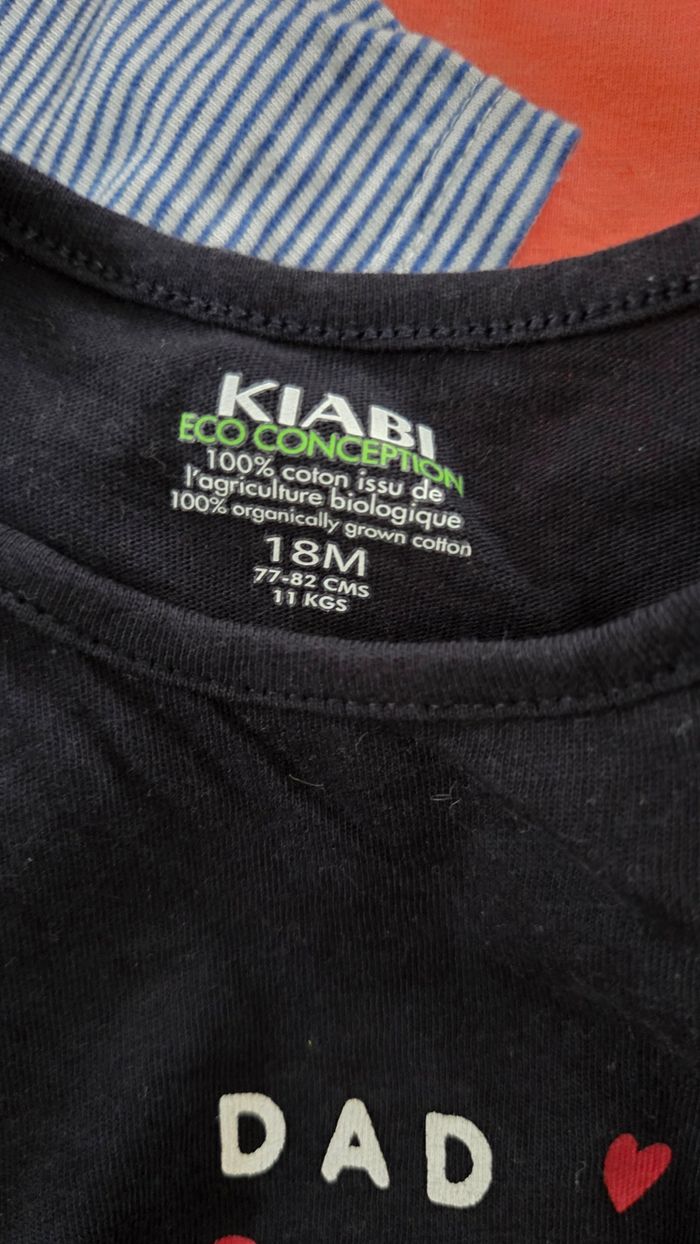 KIABI
ECO CONCEPTION
100% coton issu de
l'agriculture biologique
100% organically grown cotton
18M
77-82 CMS
11 KGS
DAD